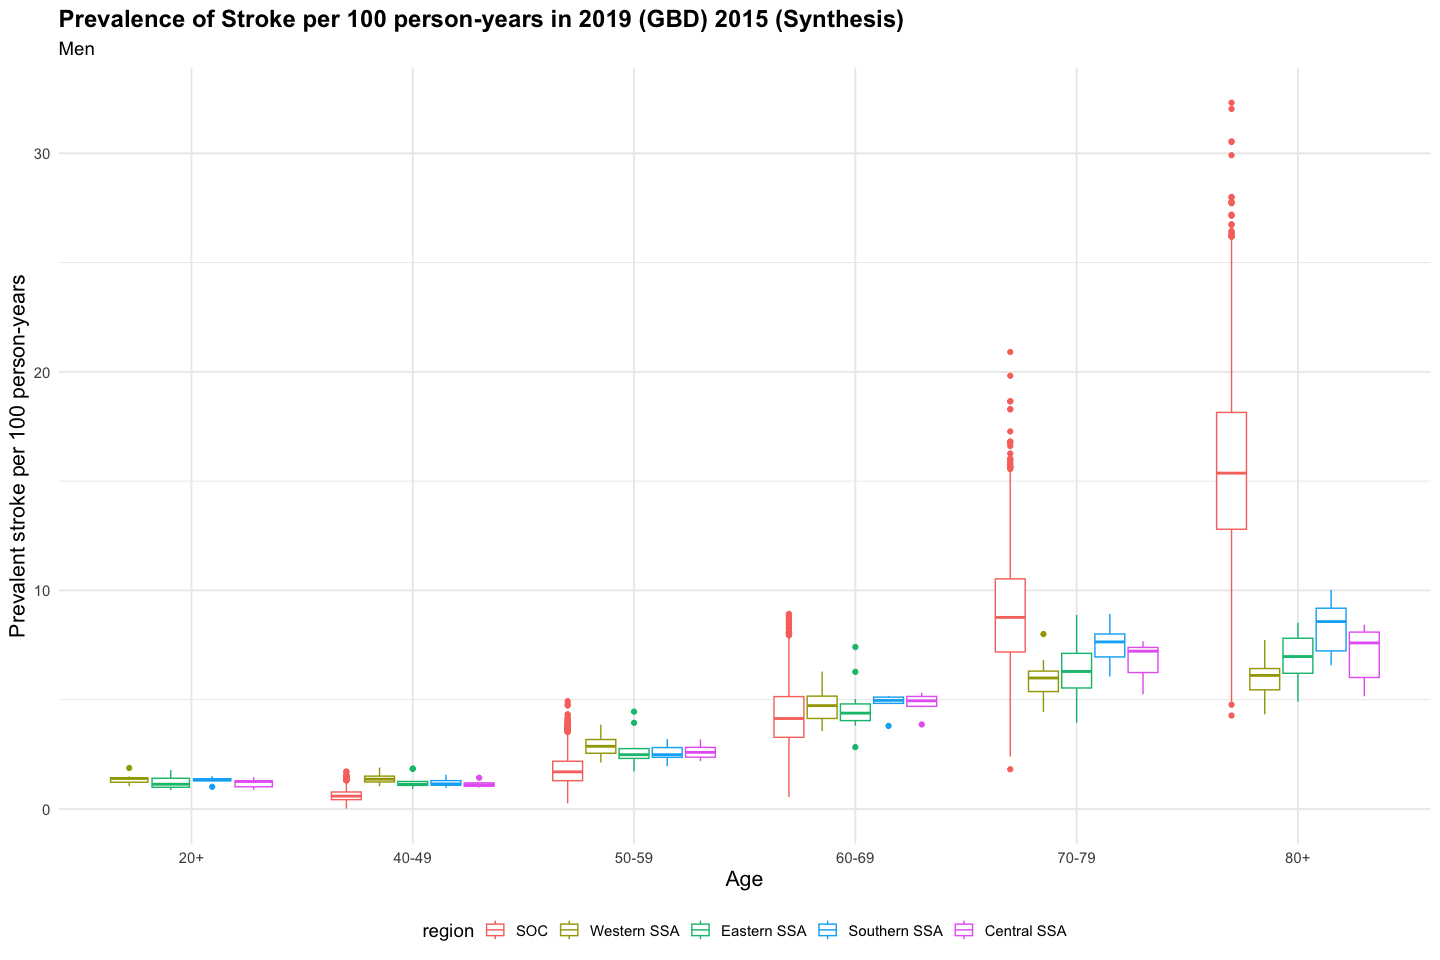 Prevalence of Stroke per 100 person-years in 2019 (GBD) 2015 (Synthesis)
Men
Prevalent stroke per 100 person-years
30
20
10
0
20+ 40-49 50-59 60-69 70-79 80+
Age
region SOC Western SSA Eastern SSA Southern SSA Central SSA